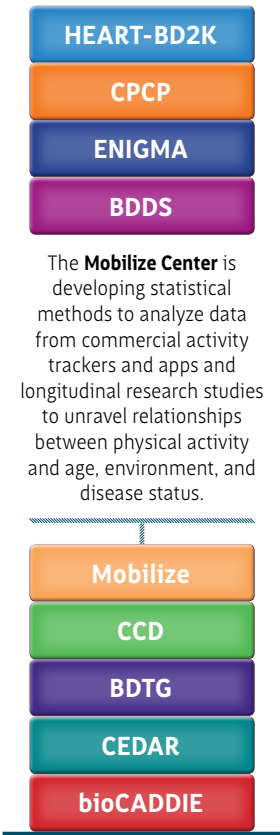 HEART-BD2K
CPCP
ENIGMA
BDDS
The Mobilize Center is
developing statistical
methods to analyze data
from commercial activity
trackers and apps and
longitudinal research studies
to unravel relationships
between physical activity
and age, environment, and
disease status.
Mobilize
CCD
BDTG
CEDAR
bioCADDIE